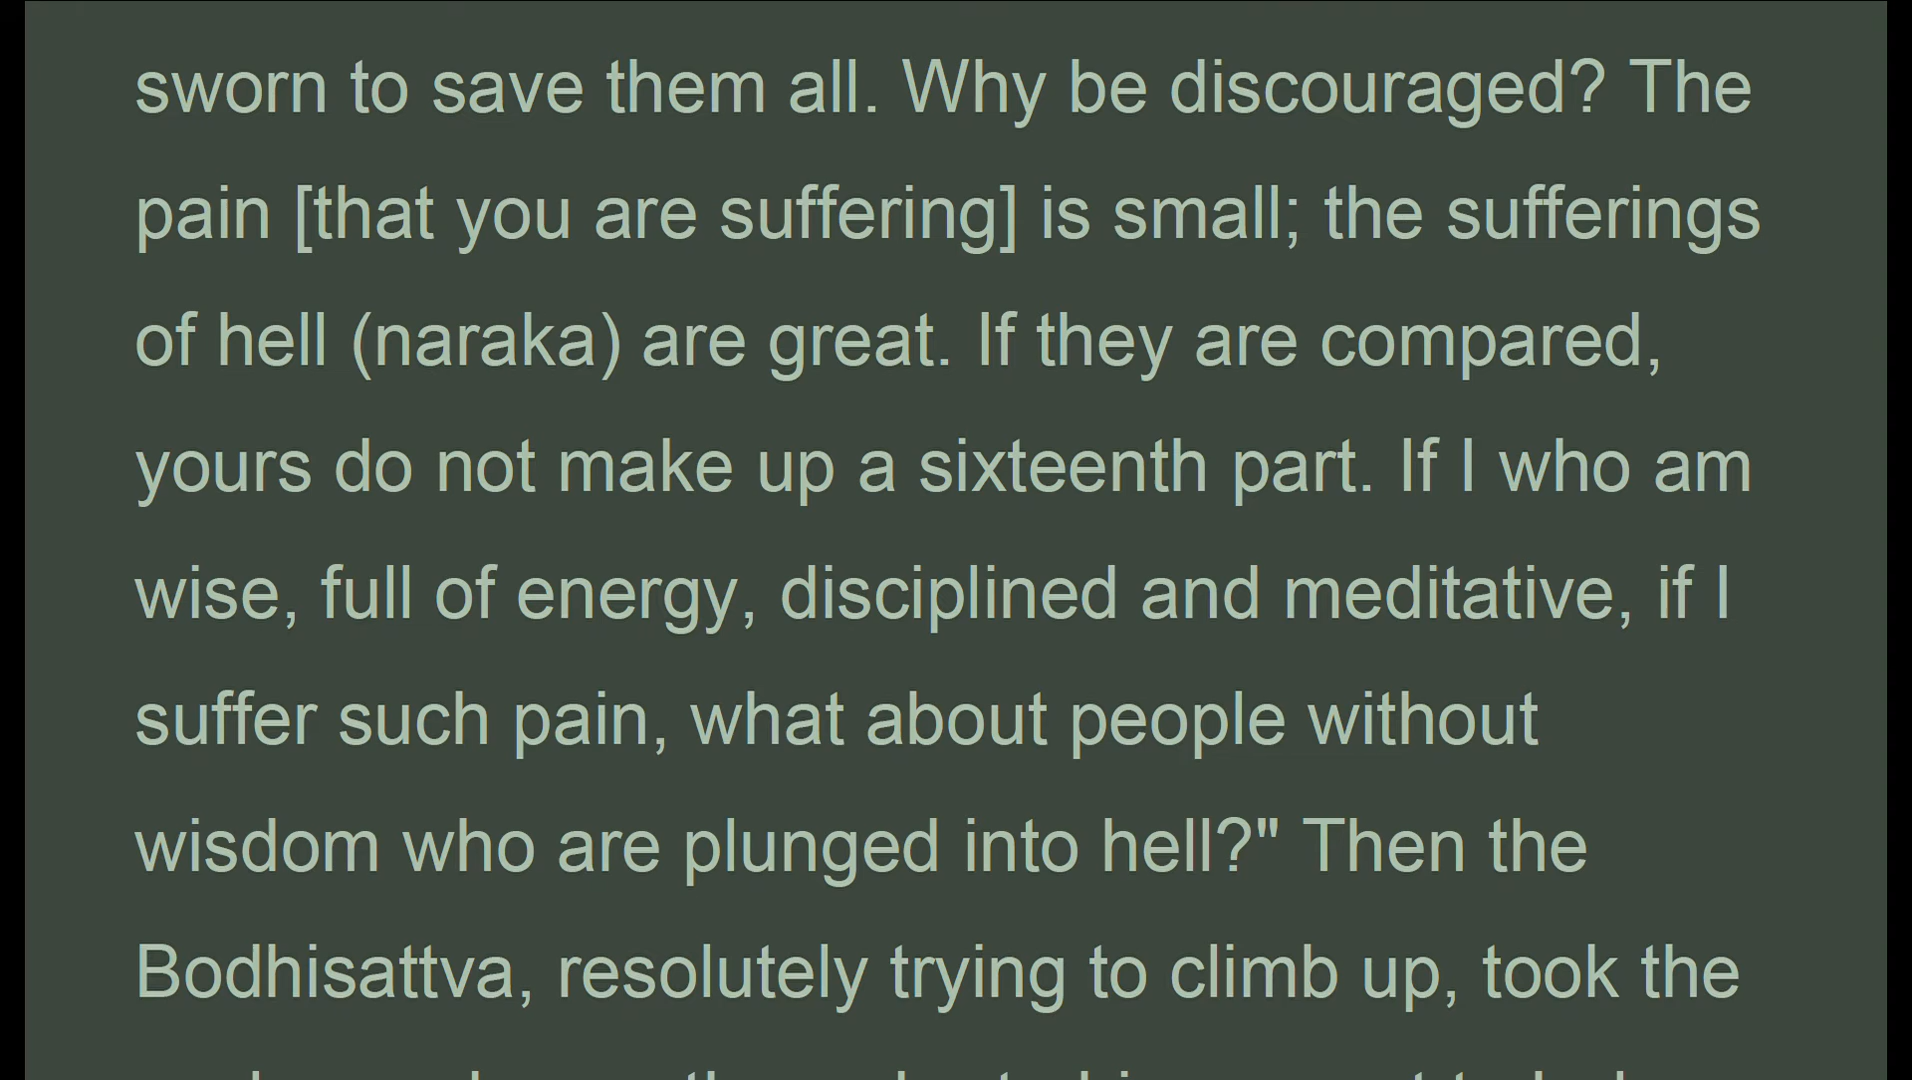 sworn to save them all. Why be discouraged? The
pain [that you are suffering] is small; the sufferings
of hell (naraka) are great. If they are compared,
yours do not make up a sixteenth part. If I who am
wise, full of energy, disciplined and meditative, if I
suffer such pain, what about people without
wisdom who are plunged into hell?" Then the
Bodhisattva, resolutely trying to climb up, took the